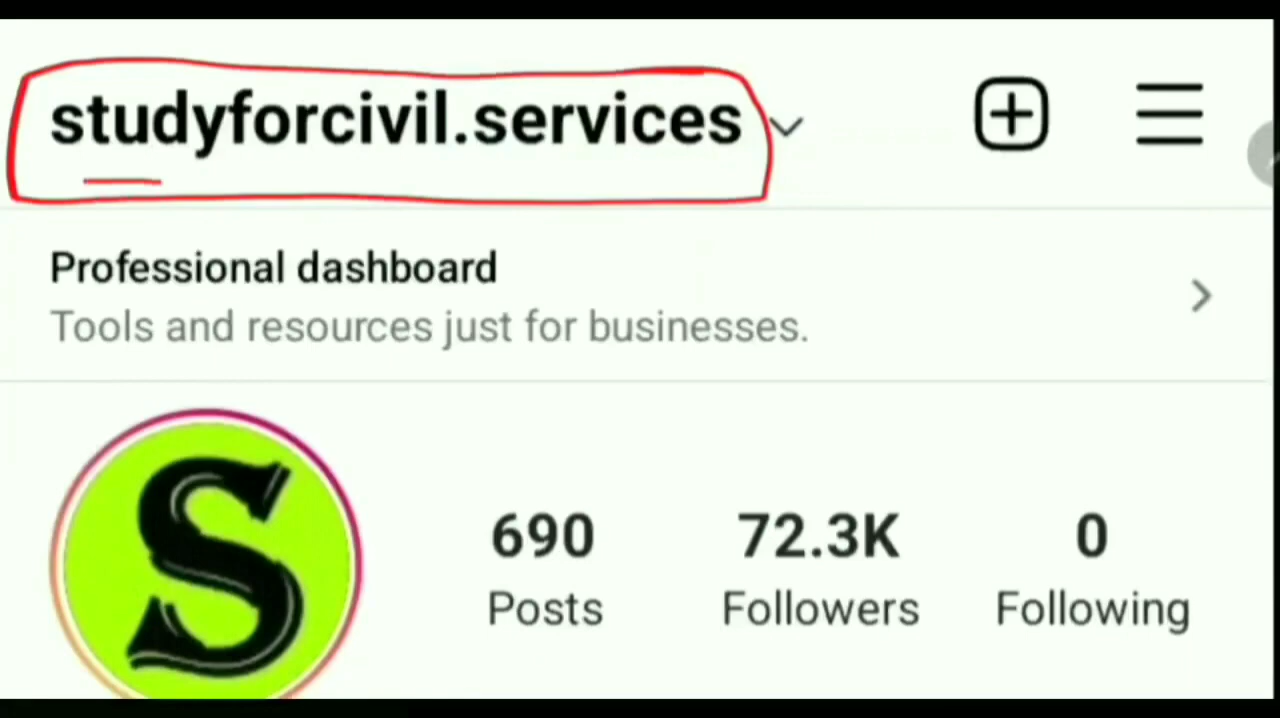 studyforcivil.services
Professional dashboard
Tools and resources just for businesses.
S
690 72.3K 0
Posts Followers Following